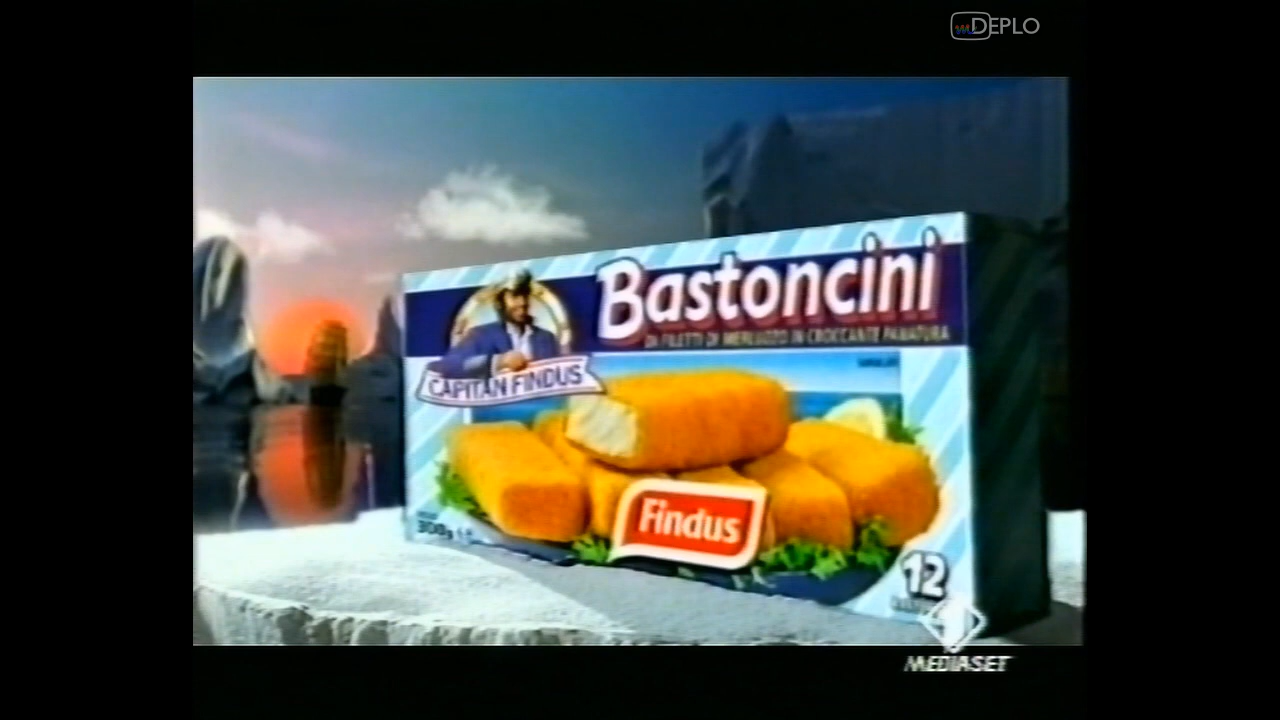 DEPLO
Bastoncini
DI FILETTI DI MERLUZZO IN CROCCANTE PANATURA
CAPITAN FINDUS
Findus
300g
12
MEDIASET